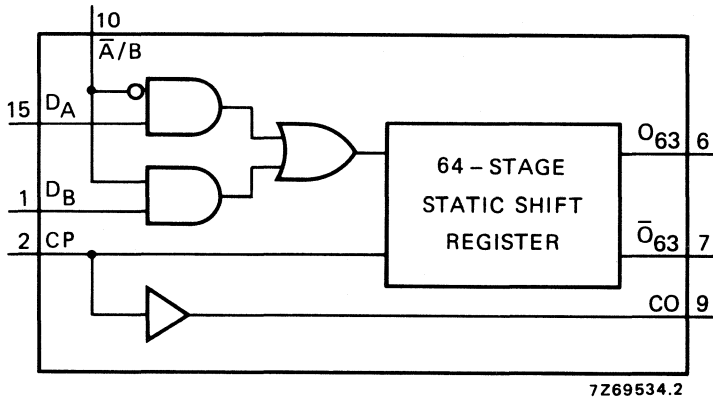 10
A̅/B
15 DA
1 DB
2 CP
64-STAGE
STATIC SHIFT
REGISTER
O63 6
O̅63 7
CO 9
7Z69534.2